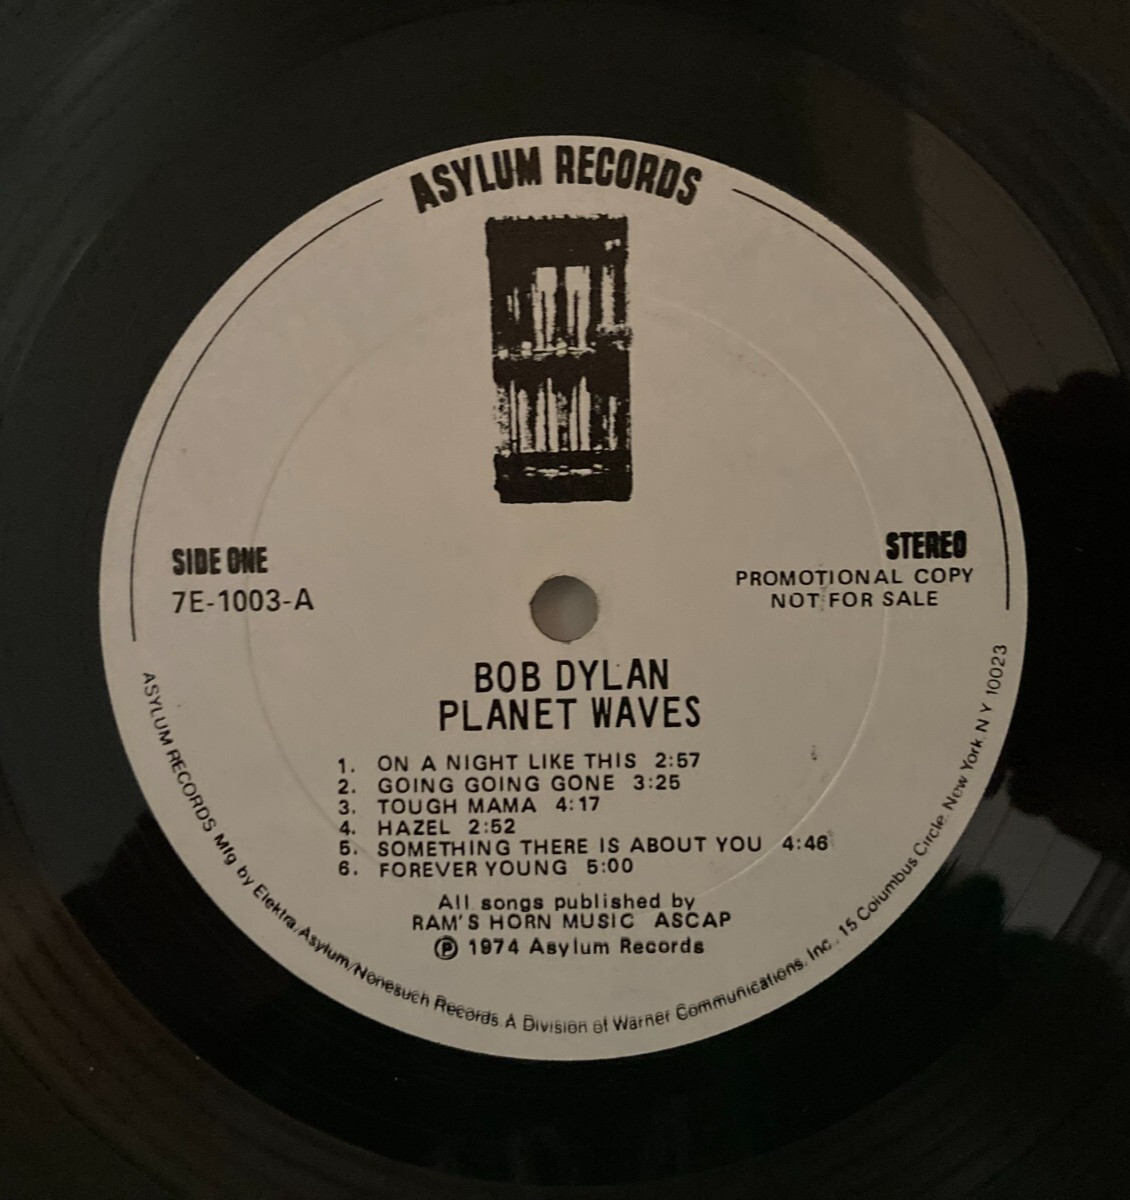 ASYLUM RECORDS
SIDE ONE
7E-1003-A
STEREO
PROMOTIONAL COPY
NOT FOR SALE
BOB DYLAN
PLANET WAVES
1. ON A NIGHT LIKE THIS 2:57
2. GOING GOING GONE 3:25
3. TOUGH MAMA 4:17
4. HAZEL 2:52
5. SOMETHING THERE IS ABOUT YOU 4:46
6. FOREVER YOUNG 5:00
All songs published by
RAM'S HORN MUSIC ASCAP
℗ 1974 Asylum Records
ASYLUM RECORDS Mfg by Elektra/Asylum/Nonesuch Records. A Division of Warner Communications, Inc. 15 Columbus Circle, New York N Y 10023